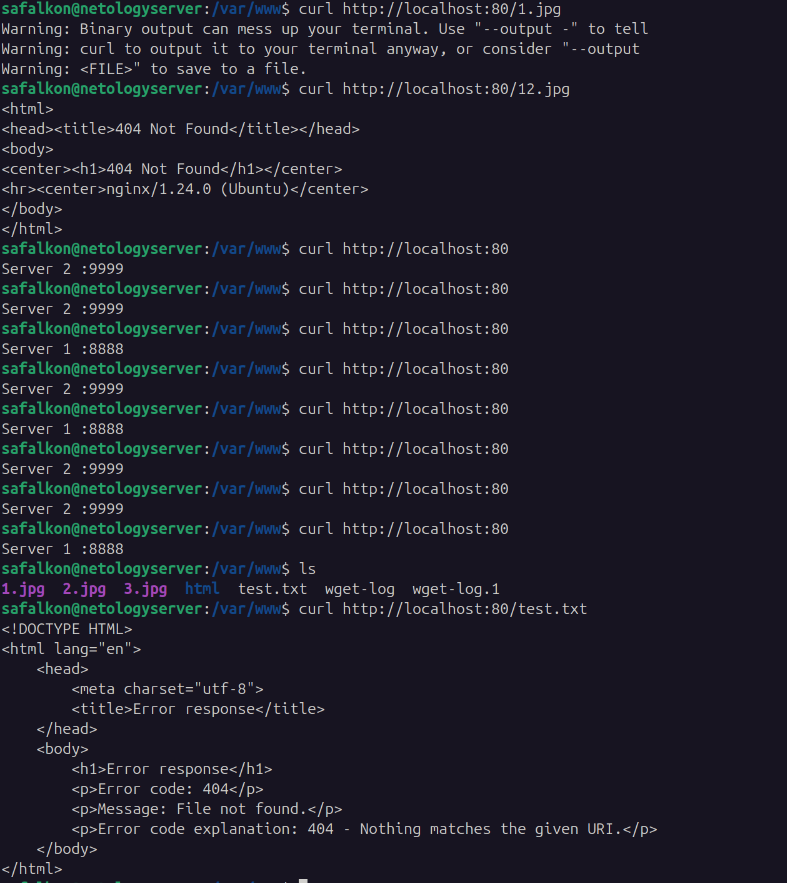 safalkon@netologyserver:/var/www$ curl http://localhost:80/1.jpg
Warning: Binary output can mess up your terminal. Use "--output -" to tell
Warning: curl to output it to your terminal anyway, or consider "--output
Warning: <FILE>" to save to a file.
safalkon@netologyserver:/var/www$ curl http://localhost:80/12.jpg
<html>
<head><title>404 Not Found</title></head>
<body>
<center><h1>404 Not Found</h1></center>
<hr><center>nginx/1.24.0 (Ubuntu)</center>
</body>
</html>
safalkon@netologyserver:/var/www$ curl http://localhost:80
Server 2 :9999
safalkon@netologyserver:/var/www$ curl http://localhost:80
Server 2 :9999
safalkon@netologyserver:/var/www$ curl http://localhost:80
Server 1 :8888
safalkon@netologyserver:/var/www$ curl http://localhost:80
Server 2 :9999
safalkon@netologyserver:/var/www$ curl http://localhost:80
Server 1 :8888
safalkon@netologyserver:/var/www$ curl http://localhost:80
Server 2 :9999
safalkon@netologyserver:/var/www$ curl http://localhost:80
Server 2 :9999
safalkon@netologyserver:/var/www$ curl http://localhost:80
Server 1 :8888
safalkon@netologyserver:/var/www$ ls
1.jpg  2.jpg  3.jpg  html  test.txt  wget-log  wget-log.1
safalkon@netologyserver:/var/www$ curl http://localhost:80/test.txt
<!DOCTYPE HTML>
<html lang="en">
    <head>
        <meta charset="utf-8">
        <title>Error response</title>
    </head>
    <body>
        <h1>Error response</h1>
        <p>Error code: 404</p>
        <p>Message: File not found.</p>
        <p>Error code explanation: 404 - Nothing matches the given URI.</p>
    </body>
</html>